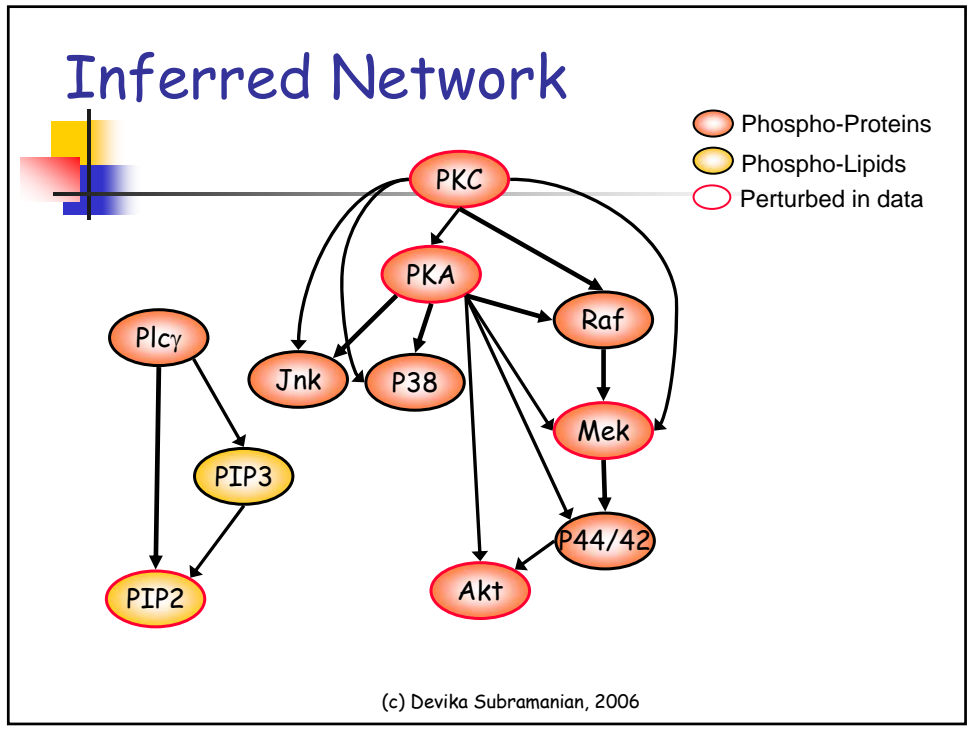 Inferred Network
Phospho-Proteins
Phospho-Lipids
Perturbed in data
PKC
PKA
Raf
Plcγ
Jnk
P38
Mek
PIP3
P44/42
Akt
PIP2
(c) Devika Subramanian, 2006